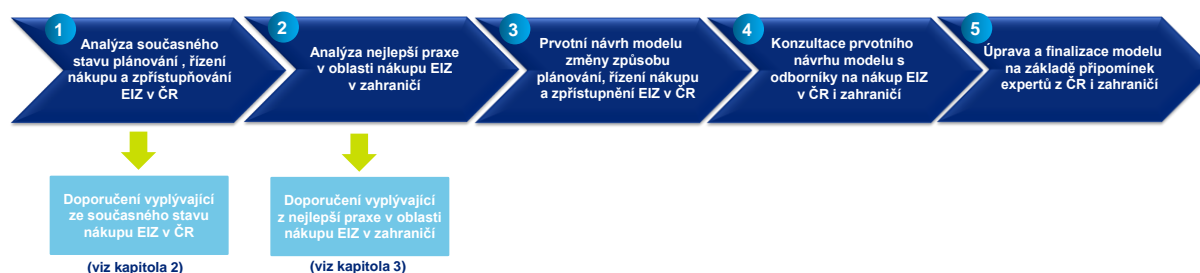 1
Analýza současného
stavu plánování , řízení
nákupu a zpřístupňování
EIZ v ČR
2
Analýza nejlepší praxe
v oblasti nákupu EIZ
v zahraničí
3
Prvotní návrh modelu
změny způsobu
plánování, řízení nákupu
a zpřístupnění EIZ v ČR
4
Konzultace prvotního
návrhu modelu s
odborníky na nákup EIZ
v ČR i zahraničí
5
Úprava a finalizace modelu
na základě připomínek
expertů z ČR i zahraničí
Doporučení vyplývající
ze současného stavu
nákupu EIZ v ČR
(viz kapitola 2)
Doporučení vyplývající
z nejlepší praxe v oblasti
nákupu EIZ v zahraničí
(viz kapitola 3)